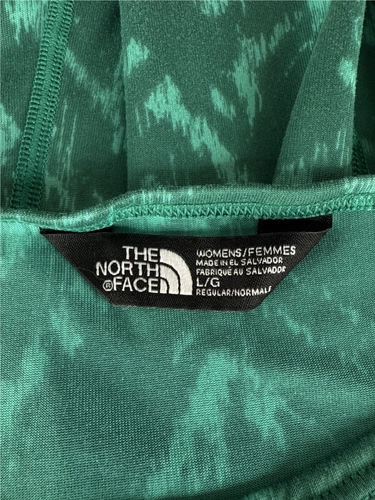 THE
NORTH
FACE
®
WOMENS/FEMMES
MADE IN EL SALVADOR
FABRIQUÉ AU SALVADOR
L/G
REGULAR/NORMALE